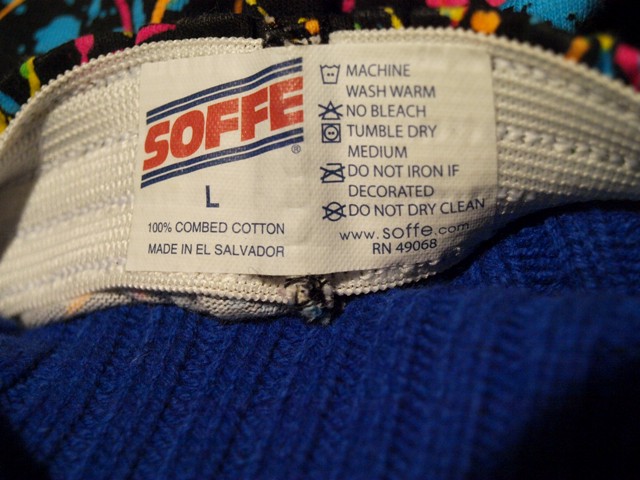 SOFFE®
L
100% COMBED COTTON
MADE IN EL SALVADOR
MACHINE
WASH WARM
NO BLEACH
TUMBLE DRY
MEDIUM
DO NOT IRON IF
DECORATED
DO NOT DRY CLEAN
www.soffe.com
RN 49068